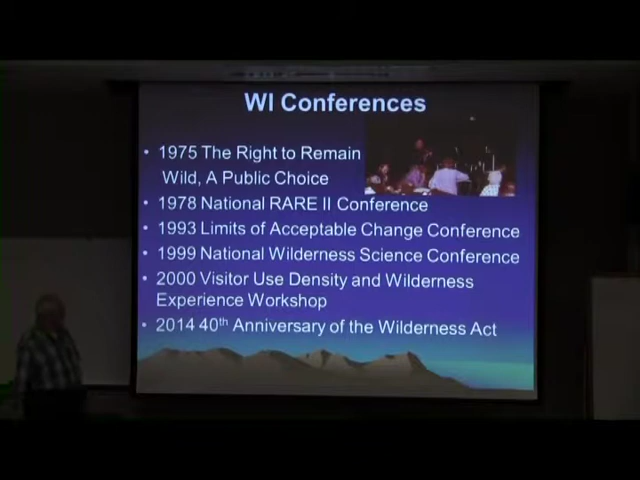 WI Conferences
• 1975 The Right to Remain
Wild, A Public Choice
• 1978 National RARE II Conference
• 1993 Limits of Acceptable Change Conference
• 1999 National Wilderness Science Conference
• 2000 Visitor Use Density and Wilderness
Experience Workshop
• 2014 40th Anniversary of the Wilderness Act